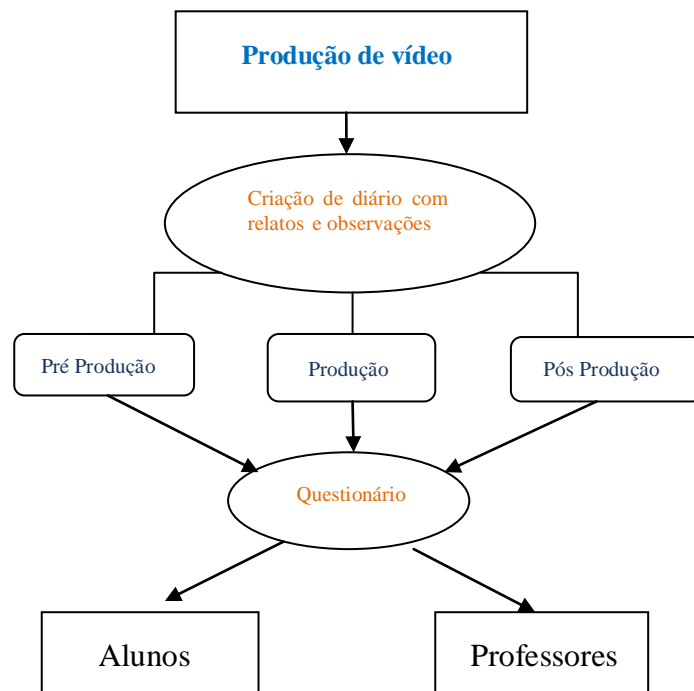 Produção de vídeo
Criação de diário com
relatos e observações
Pré Produção
Produção
Pós Produção
Questionário
Alunos
Professores